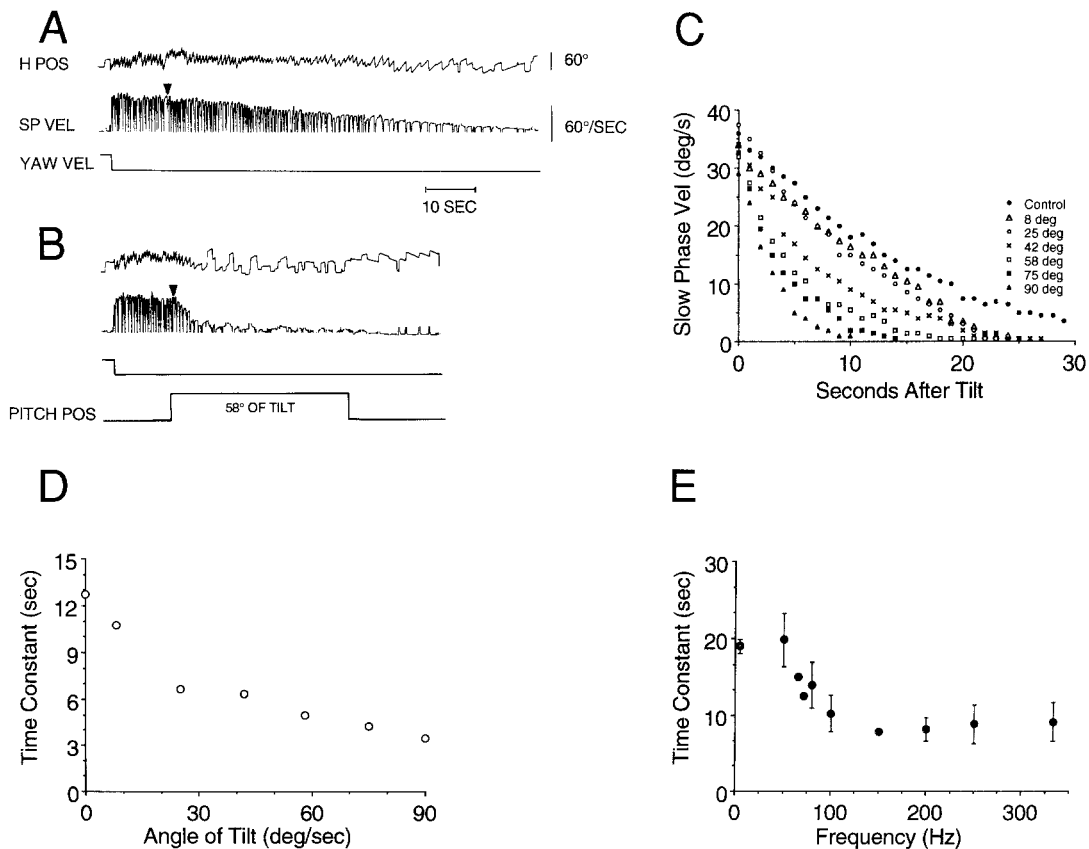 A
H POS
60°
SP VEL
60°/SEC
YAW VEL
10 SEC
B
PITCH POS
58° OF TILT
C
Slow Phase Vel (deg/s)
40
30
20
10
0
0 10 20 30
Seconds After Tilt
Control
8 deg
25 deg
42 deg
58 deg
75 deg
90 deg
D
Time Constant (sec)
15
12
9
6
3
0
0 30 60 90
Angle of Tilt (deg/sec)
E
Time Constant (sec)
30
20
10
0
0 100 200 300
Frequency (Hz)